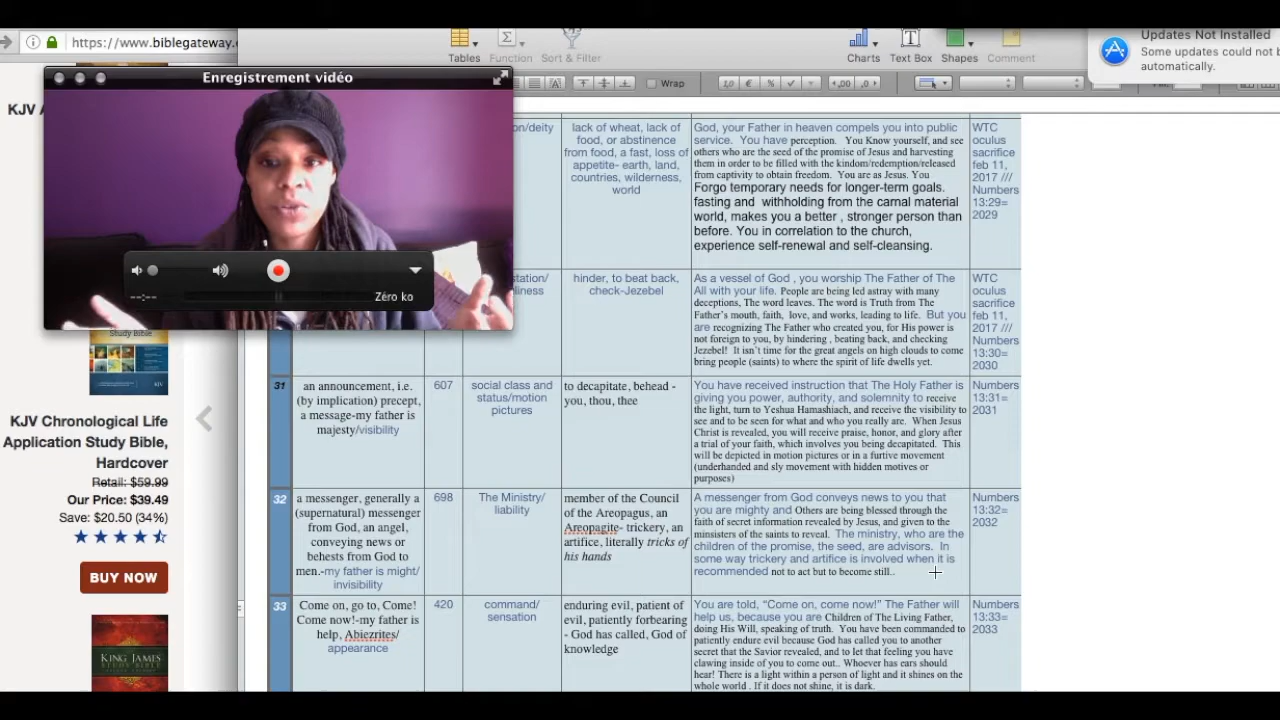 https://www.biblegateway.c
Tables
Function
Sort & Filter
Charts
Text Box
Shapes
Comment
Updates Not Installed
Some updates could not b
automatically.
Wrap
Enregistrement vidéo
--:--
Zéro ko
KJV A
STUDY BIBLE
KJV Chronological Life
Application Study Bible,
Hardcover
Retail: $59.99
Our Price: $39.49
Save: $20.50 (34%)
BUY NOW
KING JAMES
on/deity
lack of wheat, lack of
food, or abstinence
from food, a fast, loss of
appetite- earth, land,
countries, wilderness,
world
God, your Father in heaven compels you into public
service. You have perception. You Know yourself, and see
others who are the seed of the promise of Jesus and harvesting
them in order to be filled with the kindom/redemption/released
from captivity to obtain freedom. You are as Jesus. You
Forgo temporary needs for longer-term goals.
fasting and withholding from the carnal material
world, makes you a better , stronger person than
before. You in correlation to the church,
experience self-renewal and self-cleansing.
WTC
oculus
sacrifice
feb 11,
2017 ///
Numbers
13:29=
2029
station/
liness
hinder, to beat back,
check-Jezebel
As a vessel of God , you worship The Father of The
All with your life. People are being led astray with many
deceptions, The word leaves. The word is Truth from The
Father's mouth, faith, love, and works, leading to life. But you
are recognizing The Father who created you, for His power is
not foreign to you, by hindering , beating back, and checking
Jezebel! It isn't time for the great angels on high clouds to come
bring people (saints) to where the spirit of life dwells yet.
WTC
oculus
sacrifice
feb 11,
2017 ///
Numbers
13:30=
2030
31
an announcement, i.e.
(by implication) precept,
a message-my father is
majesty/visibility
607
social class and
status/motion
pictures
to decapitate, behead -
you, thou, thee
You have received instruction that The Holy Father is
giving you power, authority, and solemnity to receive
the light, turn to Yeshua Hamashiach, and receive the visibility to
see and to be seen for what and who you really are. When Jesus
Christ is revealed, you will receive praise, honor, and glory after
a trial of your faith, which involves you being decapitated. This
will be depicted in motion pictures or in a furtive movement
(underhanded and sly movement with hidden motives or
purposes)
Numbers
13:31=
2031
32
a messenger, generally a
(supernatural) messenger
from God, an angel,
conveying news or
behests from God to
men.-my father is might/
invisibility
698
The Ministry/
liability
member of the Council
of the Areopagus, an
Areopagite- trickery, an
artifice, literally tricks of
his hands
A messenger from God conveys news to you that
you are mighty and Others are being blessed through the
faith of secret information revealed by Jesus, and given to the
minsisters of the saints to reveal. The ministry, who are the
children of the promise, the seed, are advisors. In
some way trickery and artifice is involved when it is
recommended not to act but to become still..
Numbers
13:32=
2032
33
Come on, go to, Come!
Come now!-my father is
help, Abiezrites/
appearance
420
command/
sensation
enduring evil, patient of
evil, patiently forbearing
- God has called, God of
knowledge
You are told, "Come on, come now!" The Father will
help us, because you are Children of The Living Father,
doing His Will, speaking of truth. You have been commanded to
patiently endure evil because God has called you to another
secret that the Savior revealed, and to let that feeling you have
clawing inside of you to come out.. Whoever has ears should
hear! There is a light within a person of light and it shines on the
whole world . If it does not shine, it is dark.
Numbers
13:33=
2033